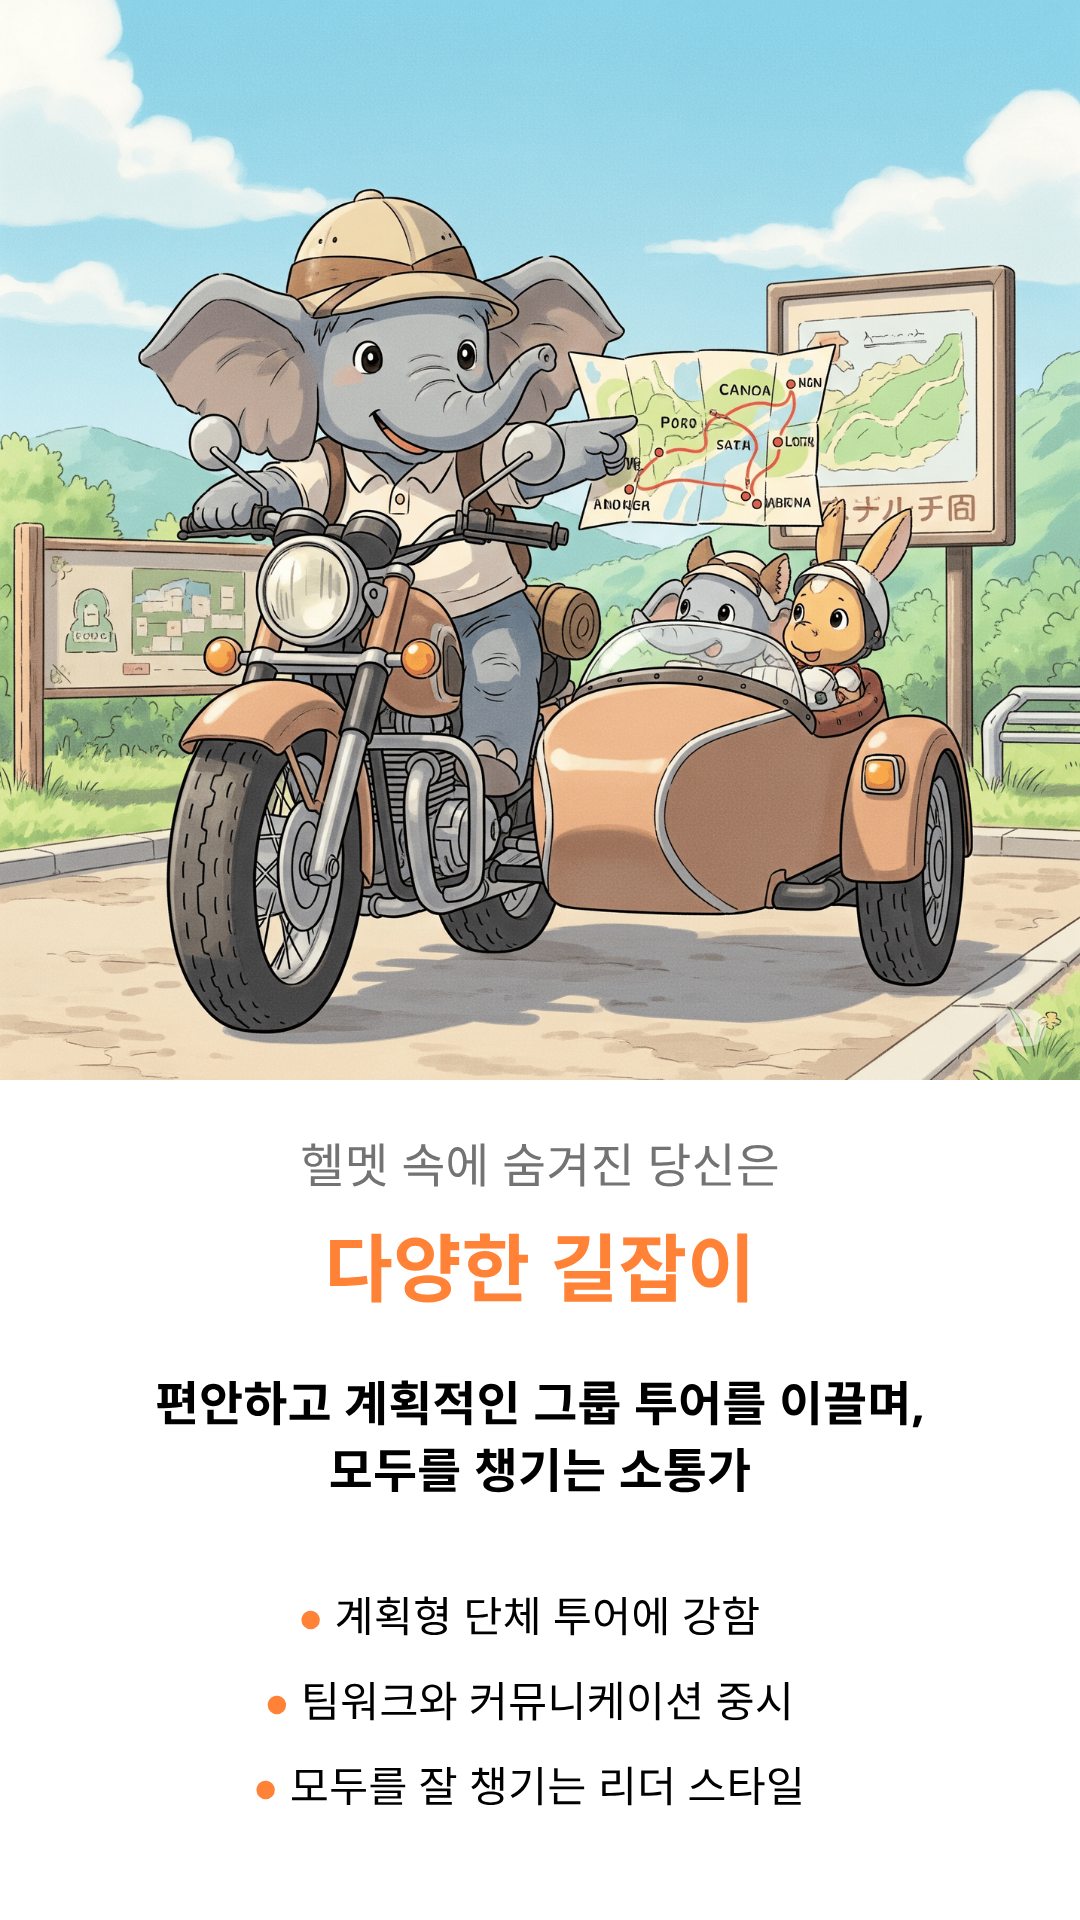 CANOA
NGN
PORO
SATH
LOTR
ANOKGER
ABRNA
ナルチ
헬멧 속에 숨겨진 당신은
다양한 길잡이
편안하고 계획적인 그룹 투어를 이끌며,
모두를 챙기는 소통가
계획형 단체 투어에 강함
팀워크와 커뮤니케이션 중시
모두를 잘 챙기는 리더 스타일